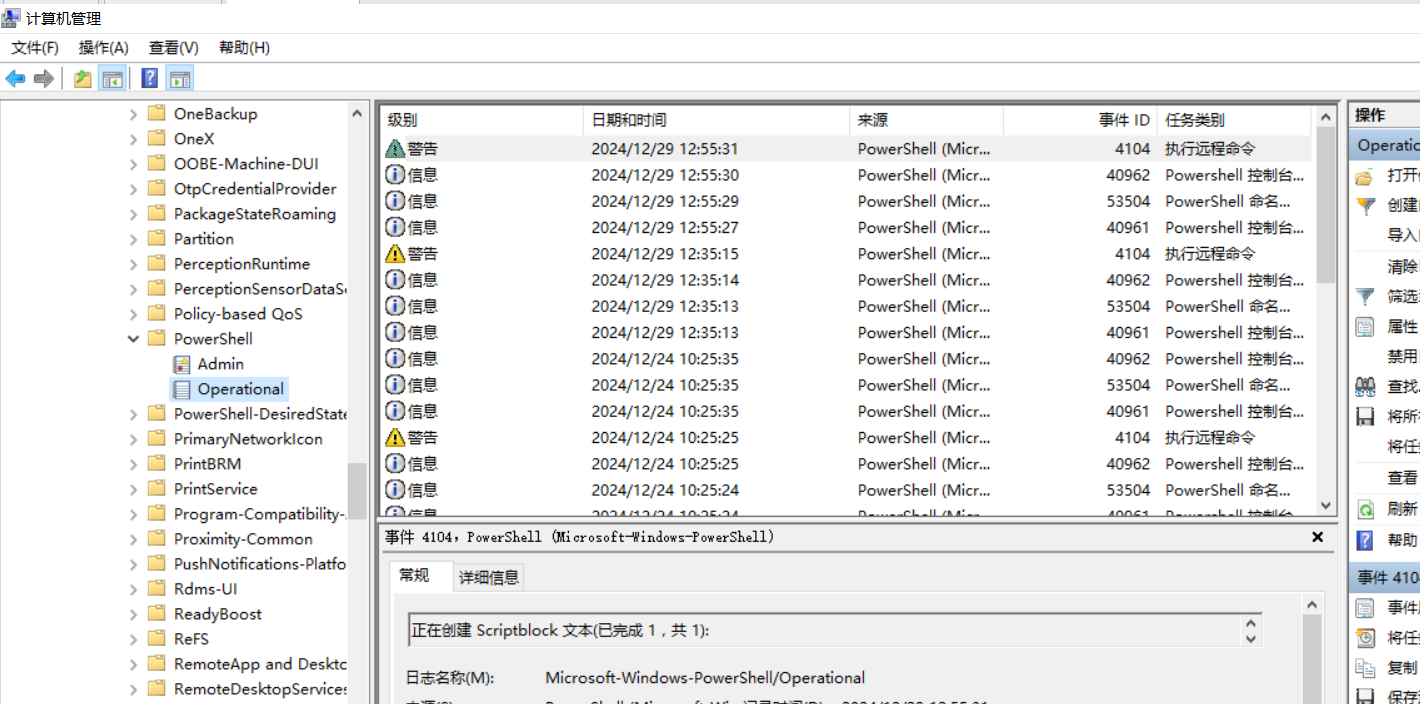 计算机管理
文件(F) 操作(A) 查看(V) 帮助(H)
OneBackup
OneX
OOBE-Machine-DUI
OtpCredentialProvider
PackageStateRoaming
Partition
PerceptionRuntime
PerceptionSensorDataSe
Policy-based QoS
PowerShell
Admin
Operational
PowerShell-DesiredState
PrimaryNetworkIcon
PrintBRM
PrintService
Program-Compatibility-
Proximity-Common
PushNotifications-Platfo
Rdms-UI
ReadyBoost
ReFS
RemoteApp and Deskto
RemoteDesktopServices
级别 日期和时间 来源 事件 ID 任务类别
警告 2024/12/29 12:55:31 PowerShell (Micr... 4104 执行远程命令
信息 2024/12/29 12:55:30 PowerShell (Micr... 40962 Powershell 控制台...
信息 2024/12/29 12:55:29 PowerShell (Micr... 53504 PowerShell 命名...
信息 2024/12/29 12:55:27 PowerShell (Micr... 40961 Powershell 控制台...
警告 2024/12/29 12:35:15 PowerShell (Micr... 4104 执行远程命令
信息 2024/12/29 12:35:14 PowerShell (Micr... 40962 Powershell 控制台...
信息 2024/12/29 12:35:13 PowerShell (Micr... 53504 PowerShell 命名...
信息 2024/12/29 12:35:13 PowerShell (Micr... 40961 Powershell 控制台...
信息 2024/12/24 10:25:35 PowerShell (Micr... 40962 Powershell 控制台...
信息 2024/12/24 10:25:35 PowerShell (Micr... 53504 PowerShell 命名...
信息 2024/12/24 10:25:35 PowerShell (Micr... 40961 Powershell 控制台...
警告 2024/12/24 10:25:25 PowerShell (Micr... 4104 执行远程命令
信息 2024/12/24 10:25:25 PowerShell (Micr... 40962 Powershell 控制台...
信息 2024/12/24 10:25:24 PowerShell (Micr... 53504 PowerShell 命名...
信息 2024/12/24 10:25:24 PowerShell (Micr... 40961 Powershell 控制台...
事件 4104，PowerShell (Microsoft-Windows-PowerShell)
常规 详细信息
正在创建 Scriptblock 文本(已完成 1，共 1):
日志名称(M): Microsoft-Windows-PowerShell/Operational
操作
Operatio
打开
创建
导入
清除
筛选
属性
禁用
查找
将所
将任
查看
刷新
帮助
事件 410
事件
将任
复制
保存